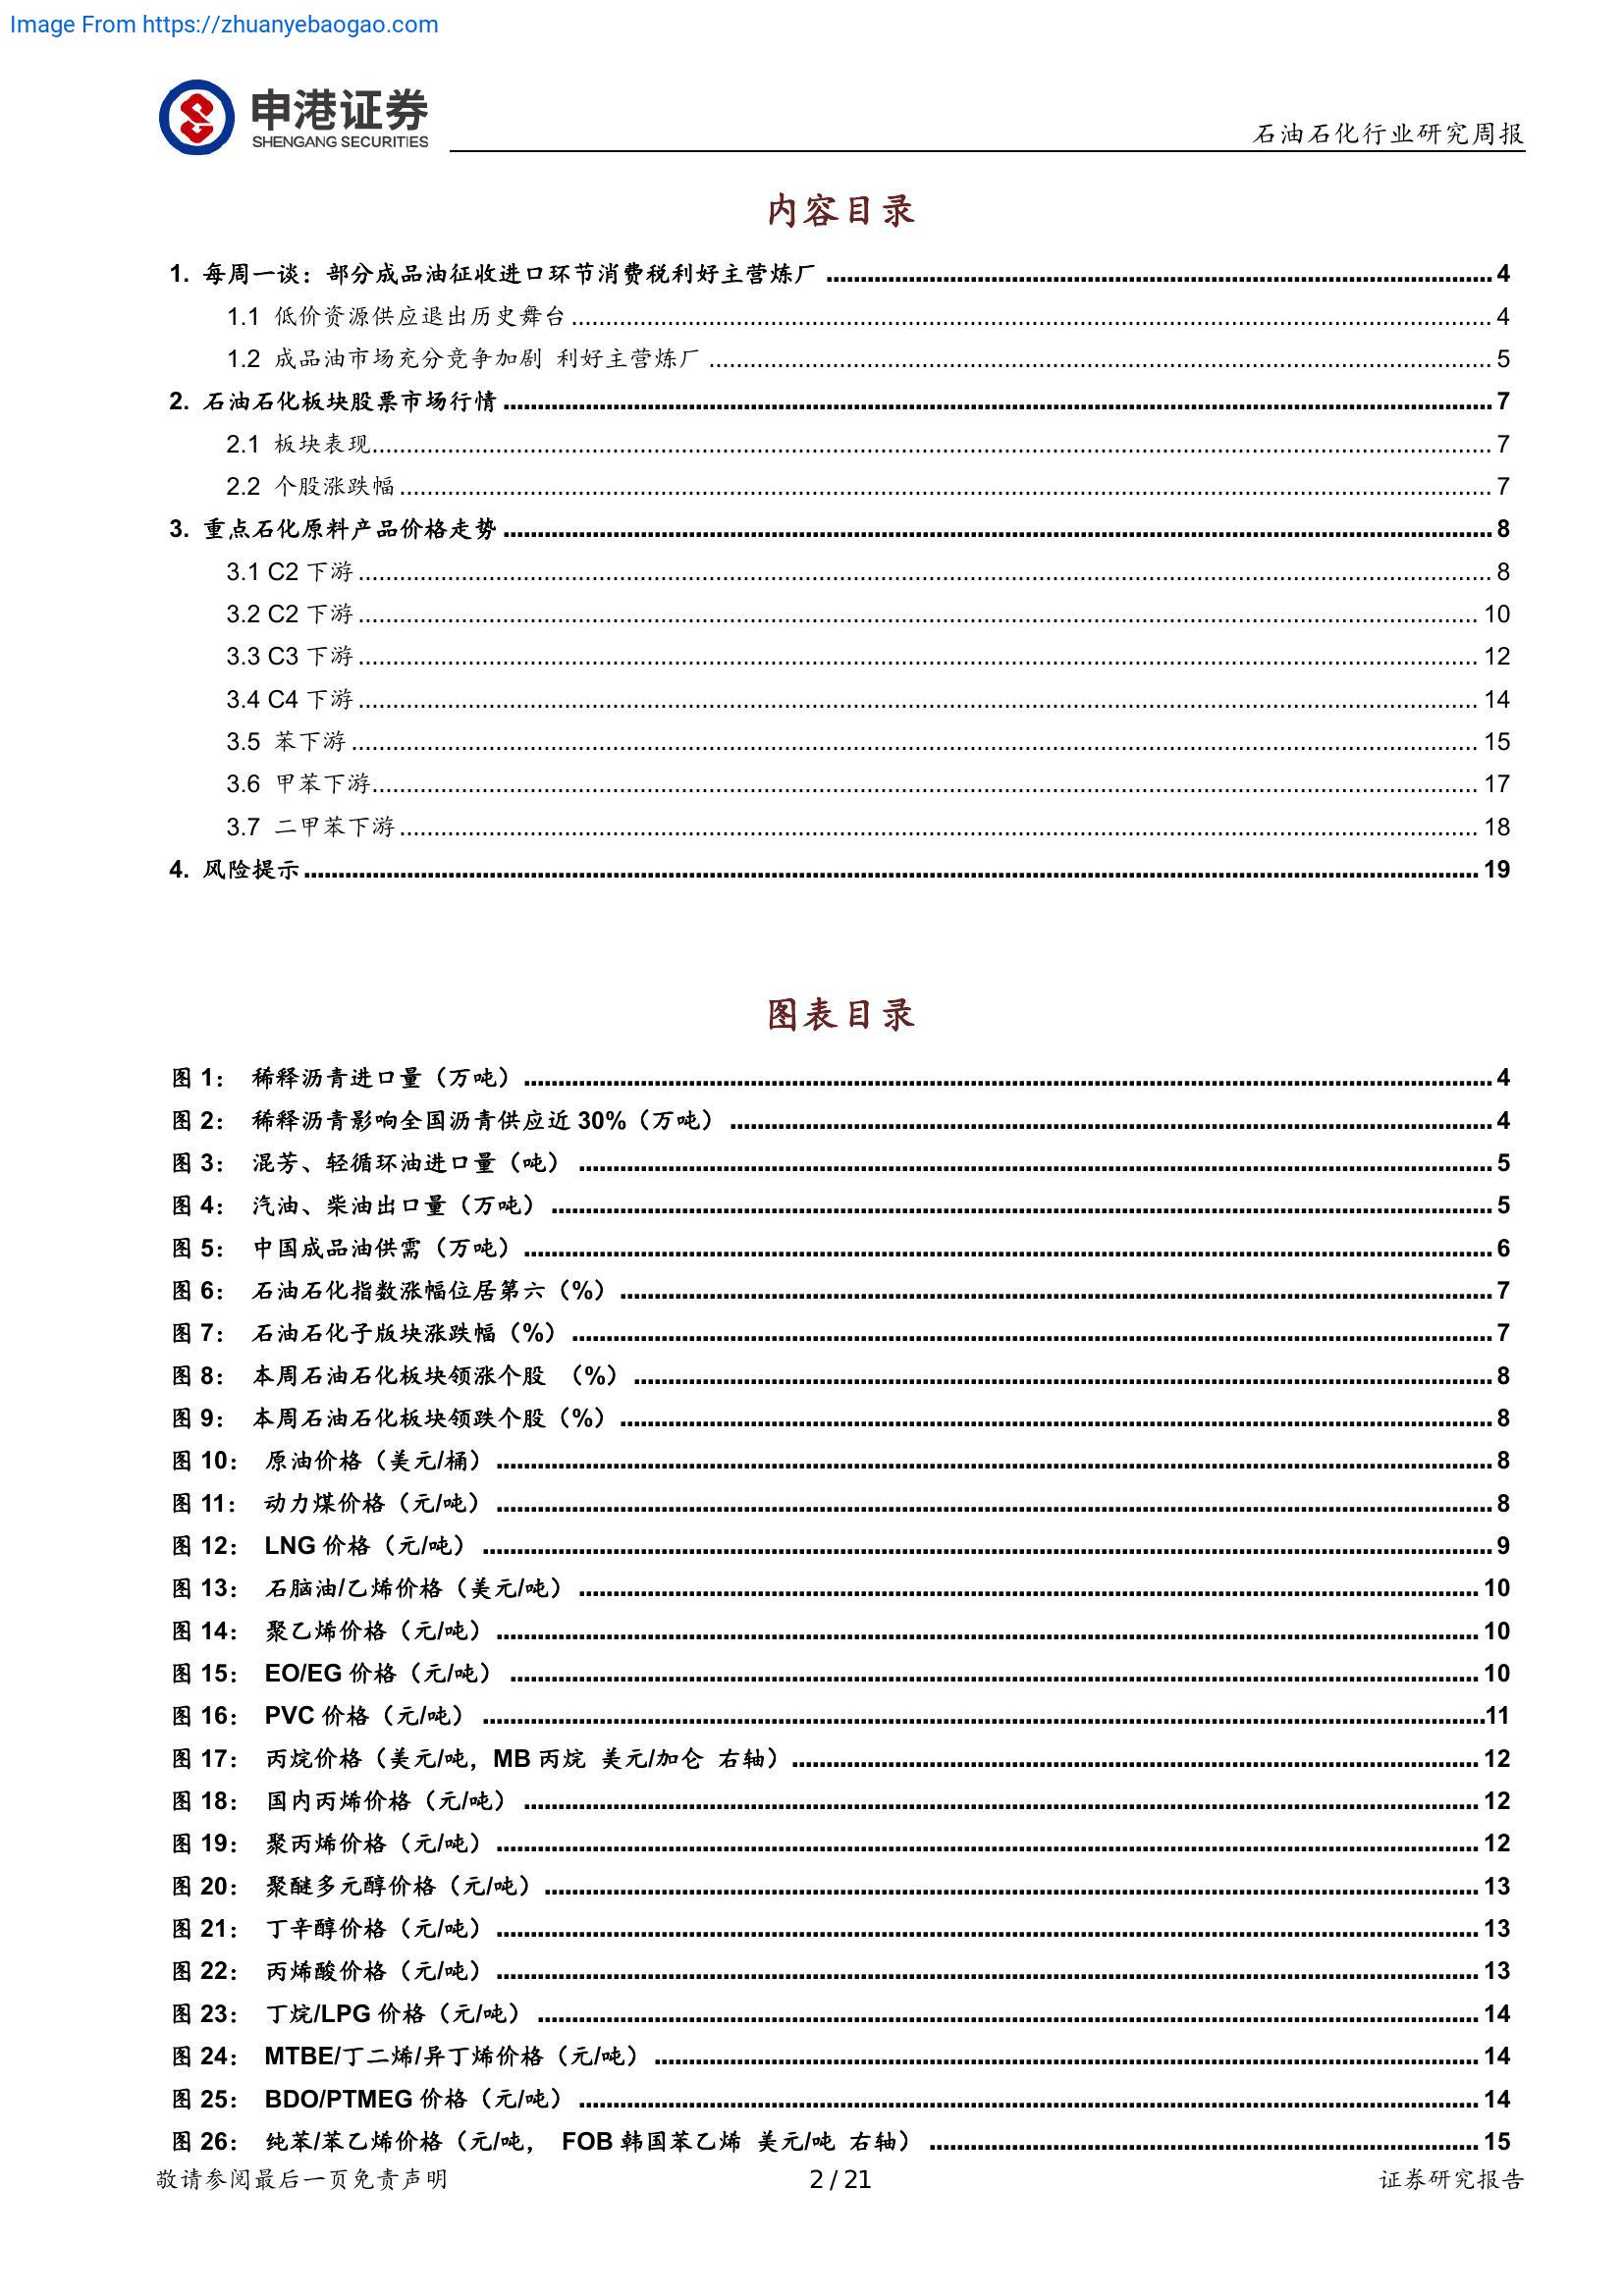 Image From https://zhuanyebaogao.com
申港证券
SHENGANG SECURITIES
石油石化行业研究周报
内容目录
1. 每周一谈：部分成品油征收进口环节消费税利好主营炼厂 4
1.1 低价资源供应退出历史舞台 4
1.2 成品油市场充分竞争加剧 利好主营炼厂 5
2. 石油石化板块股票市场行情 7
2.1 板块表现 7
2.2 个股涨跌幅 7
3. 重点石化原料产品价格走势 8
3.1 C2 下游 8
3.2 C2 下游 10
3.3 C3 下游 12
3.4 C4 下游 14
3.5 苯下游 15
3.6 甲苯下游 17
3.7 二甲苯下游 18
4. 风险提示 19
图表目录
图 1： 稀释沥青进口量（万吨） 4
图 2： 稀释沥青影响全国沥青供应近 30%（万吨） 4
图 3： 混芳、轻循环油进口量（吨） 5
图 4： 汽油、柴油出口量（万吨） 5
图 5： 中国成品油供需（万吨） 6
图 6： 石油石化指数涨幅位居第六（%） 7
图 7： 石油石化子版块涨跌幅（%） 7
图 8： 本周石油石化板块领涨个股 （%） 8
图 9： 本周石油石化板块领跌个股（%） 8
图 10： 原油价格（美元/桶） 8
图 11： 动力煤价格（元/吨） 8
图 12： LNG 价格（元/吨） 9
图 13： 石脑油/乙烯价格（美元/吨） 10
图 14： 聚乙烯价格（元/吨） 10
图 15： EO/EG 价格（元/吨） 10
图 16： PVC 价格（元/吨） 11
图 17： 丙烷价格（美元/吨，MB 丙烷 美元/加仑 右轴） 12
图 18： 国内丙烯价格（元/吨） 12
图 19： 聚丙烯价格（元/吨） 12
图 20： 聚醚多元醇价格（元/吨） 13
图 21： 丁辛醇价格（元/吨） 13
图 22： 丙烯酸价格（元/吨） 13
图 23： 丁烷/LPG 价格（元/吨） 14
图 24： MTBE/丁二烯/异丁烯价格（元/吨） 14
图 25： BDO/PTMEG 价格（元/吨） 14
图 26： 纯苯/苯乙烯价格（元/吨， FOB 韩国苯乙烯 美元/吨 右轴） 15
敬请参阅最后一页免责声明
2 / 21
证券研究报告